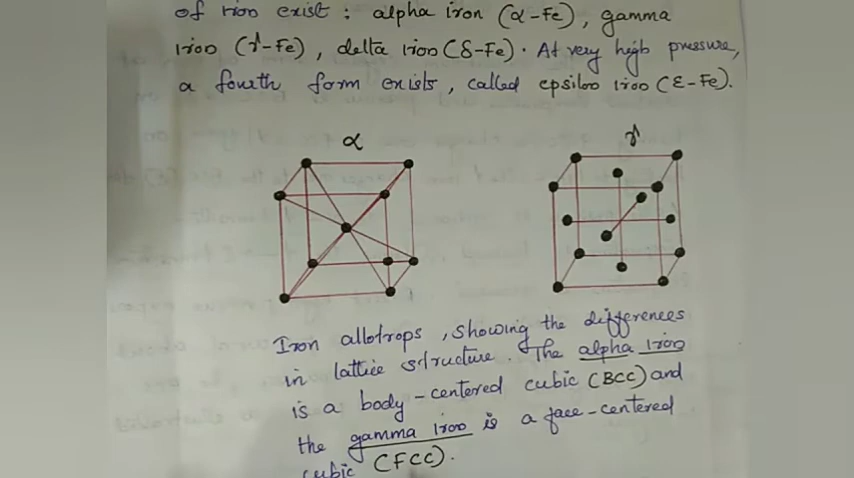 of iron exist : alpha iron (α-Fe), gamma
iron (γ-Fe), delta iron (δ-Fe). At very high pressure,
a fourth form exists, called epsilon iron (ε-Fe).
α
γ
Iron allotrops, showing the differences
in lattice structure. The alpha iron
is a body-centered cubic (BCC) and
the gamma iron is a face-centered
cubic (FCC).